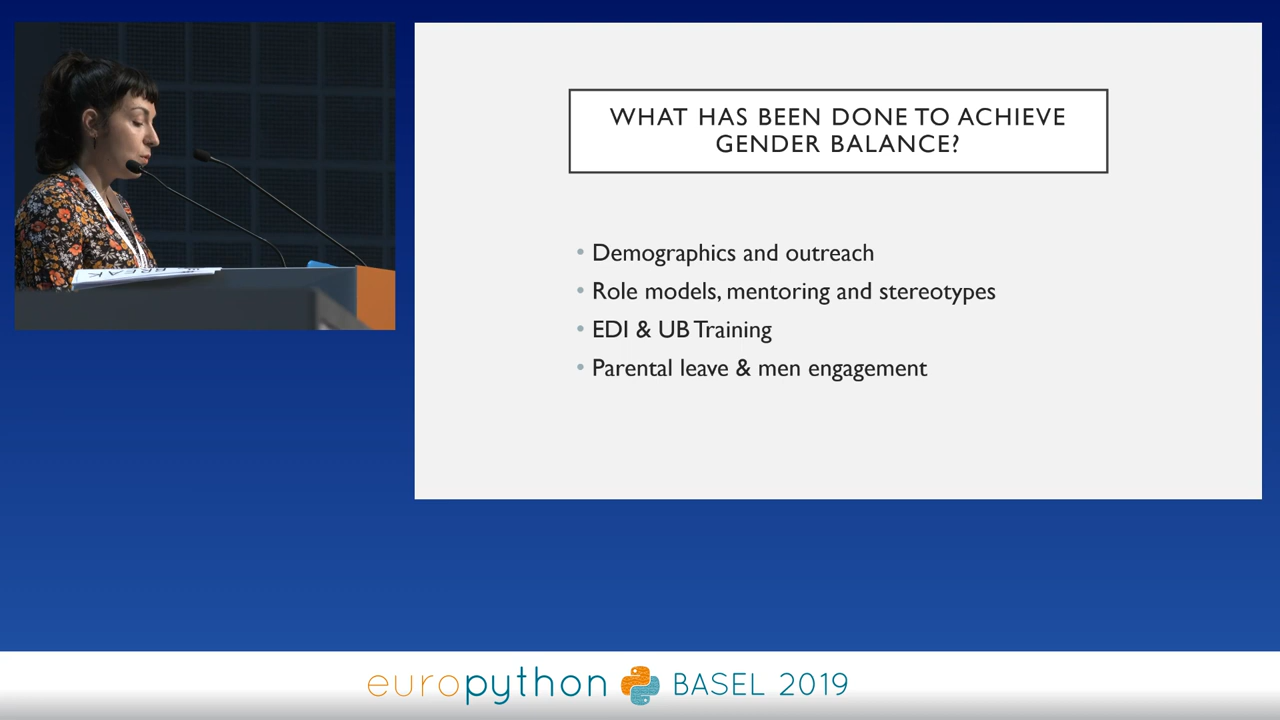 WHAT HAS BEEN DONE TO ACHIEVE
GENDER BALANCE?
• Demographics and outreach
• Role models, mentoring and stereotypes
• EDI & UB Training
• Parental leave & men engagement
BREAK
europython BASEL 2019